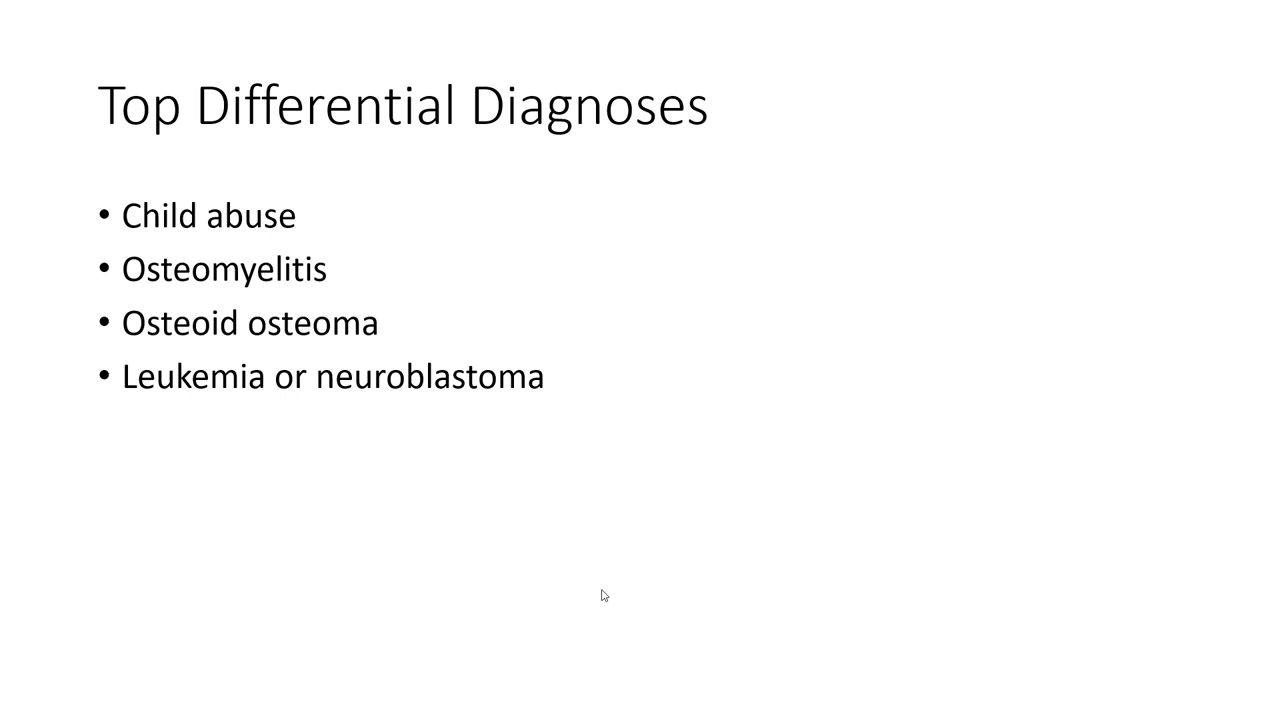 Top Differential Diagnoses
• Child abuse
• Osteomyelitis
• Osteoid osteoma
• Leukemia or neuroblastoma